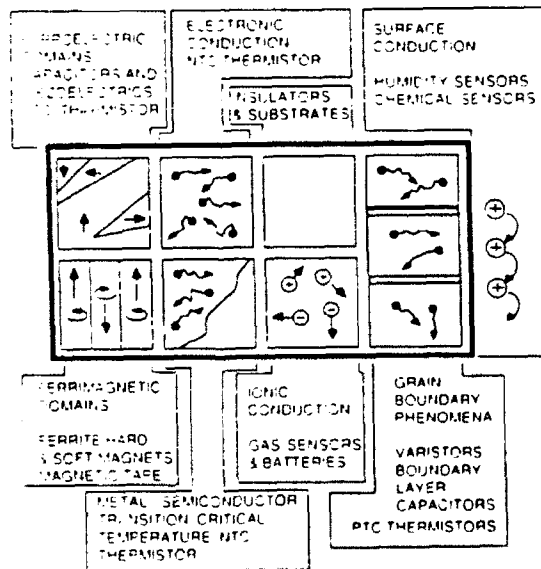 FERROELECTRIC
DOMAINS
CAPACITORS AND
PIEZOELECTRICS
THERMISTOR
ELECTRONIC
CONDUCTION
NTC THERMISTOR
INSULATORS
& SUBSTRATES
SURFACE
CONDUCTION
HUMIDITY SENSORS
CHEMICAL SENSORS
+
+
+
+
+
−
−
FERRIMAGNETIC
DOMAINS
FERRITE HARD
& SOFT MAGNETS
MAGNETIC TAPE
METAL-SEMICONDUCTOR
TRANSITION CRITICAL
TEMPERATURE NTC
THERMISTOR
IONIC
CONDUCTION
GAS SENSORS
& BATTERIES
GRAIN
BOUNDARY
PHENOMENA
VARISTORS
BOUNDARY
LAYER
CAPACITORS
PTC THERMISTORS